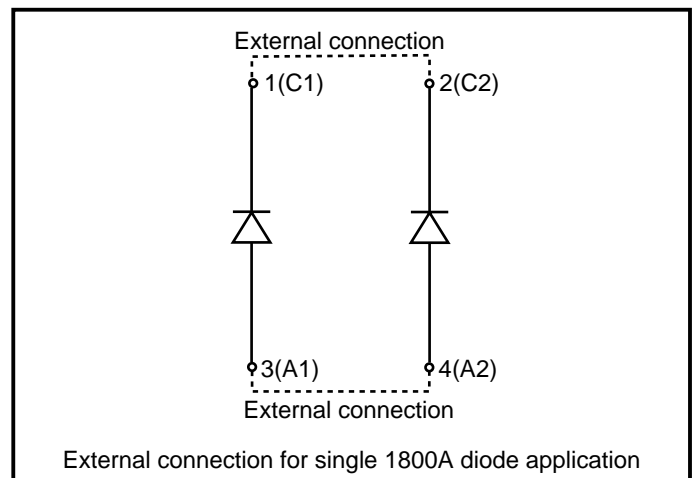 External connection
1(C1)
2(C2)
3(A1)
4(A2)
External connection
External connection for single 1800A diode application